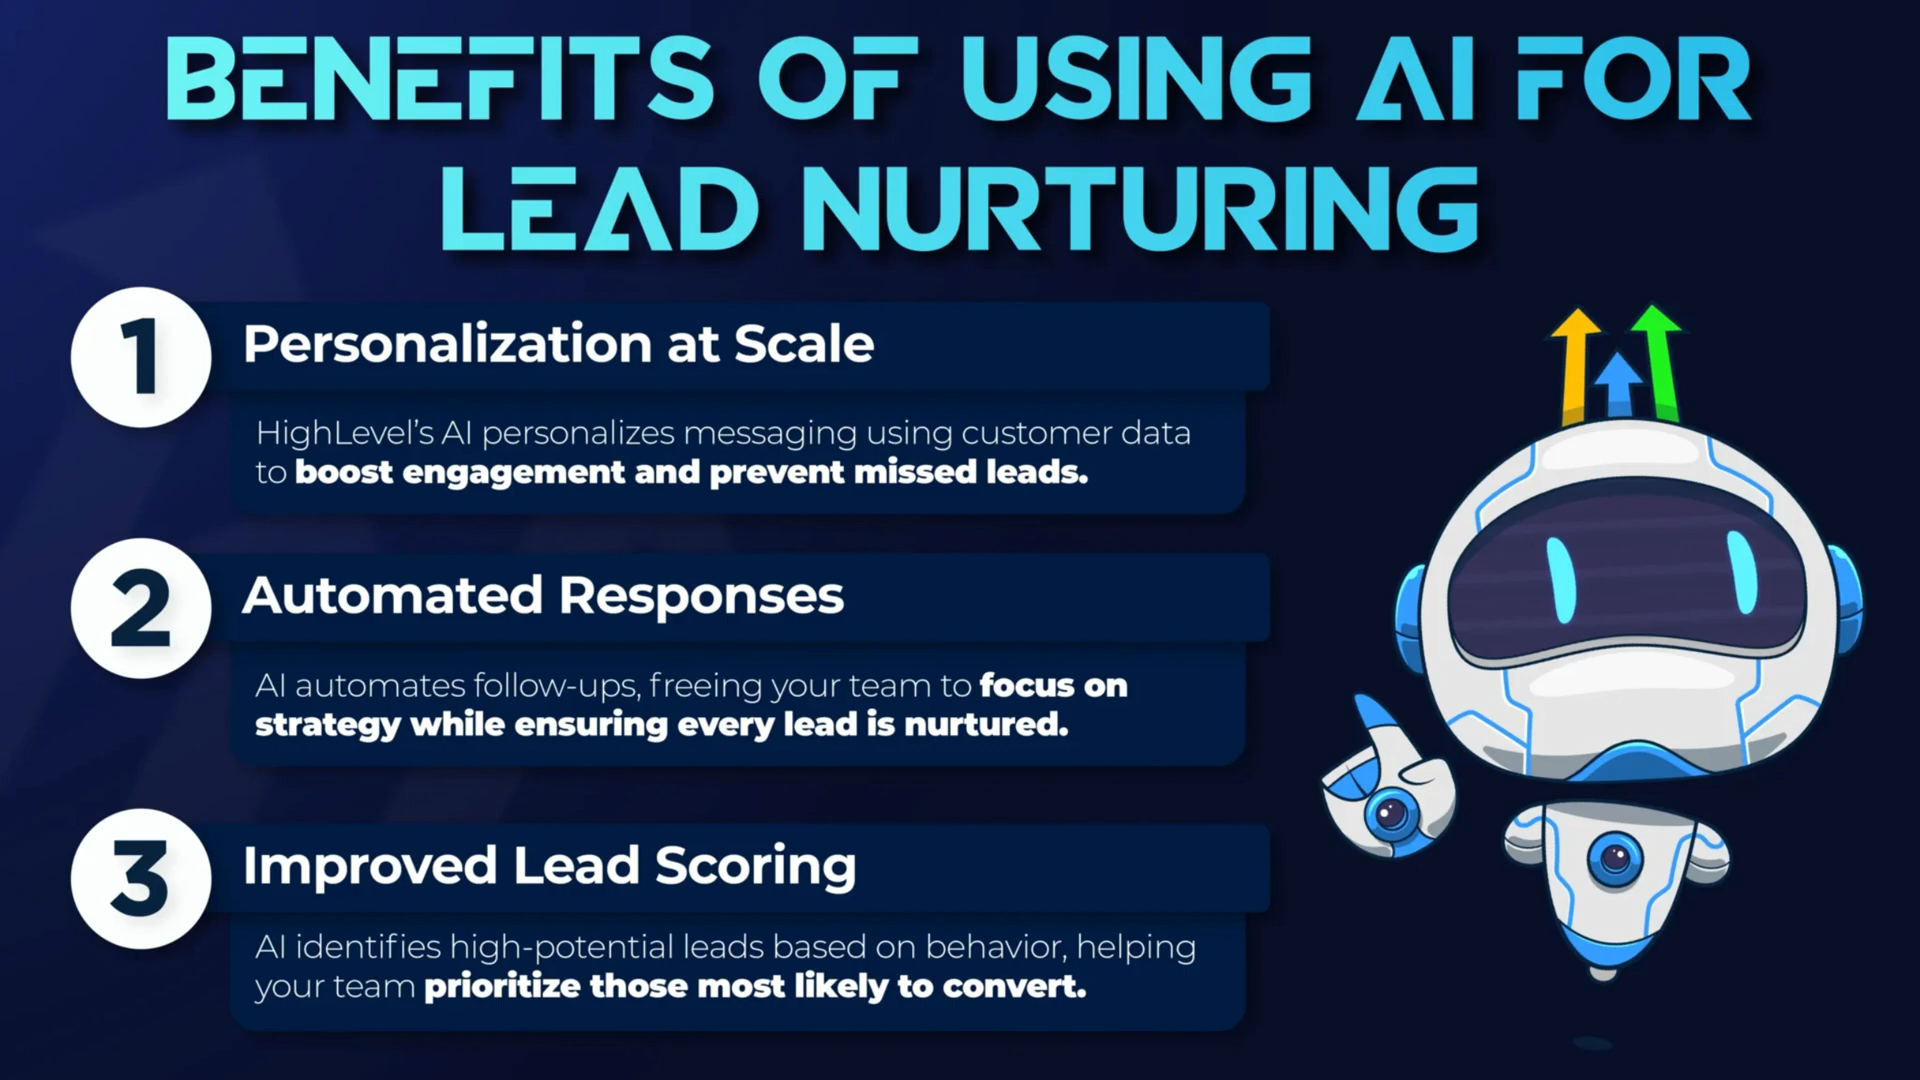 BENEFITS OF USING AI FOR
LEAD NURTURING
1
Personalization at Scale
HighLevel’s AI personalizes messaging using customer data
to boost engagement and prevent missed leads.
2
Automated Responses
AI automates follow-ups, freeing your team to focus on
strategy while ensuring every lead is nurtured.
3
Improved Lead Scoring
AI identifies high-potential leads based on behavior, helping
your team prioritize those most likely to convert.